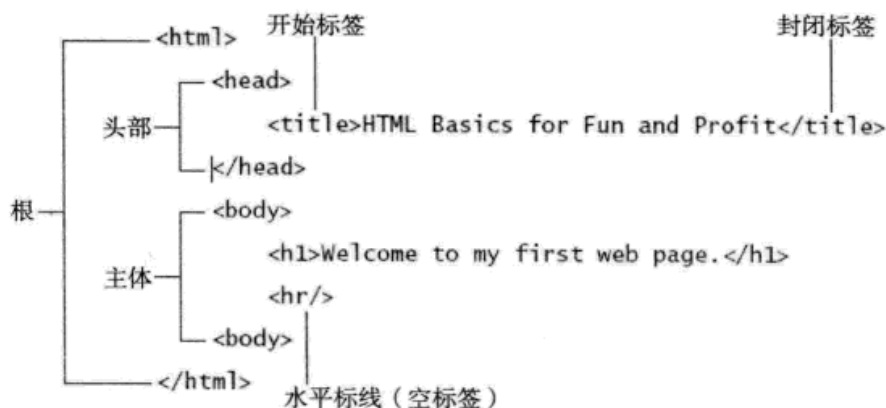 开始标签 封闭标签
<html>
<head>
头部
<title>HTML Basics for Fun and Profit</title>
</head>
根
<body>
<h1>Welcome to my first web page.</h1>
主体
<hr/>
<body>
</html>
水平标线（空标签）